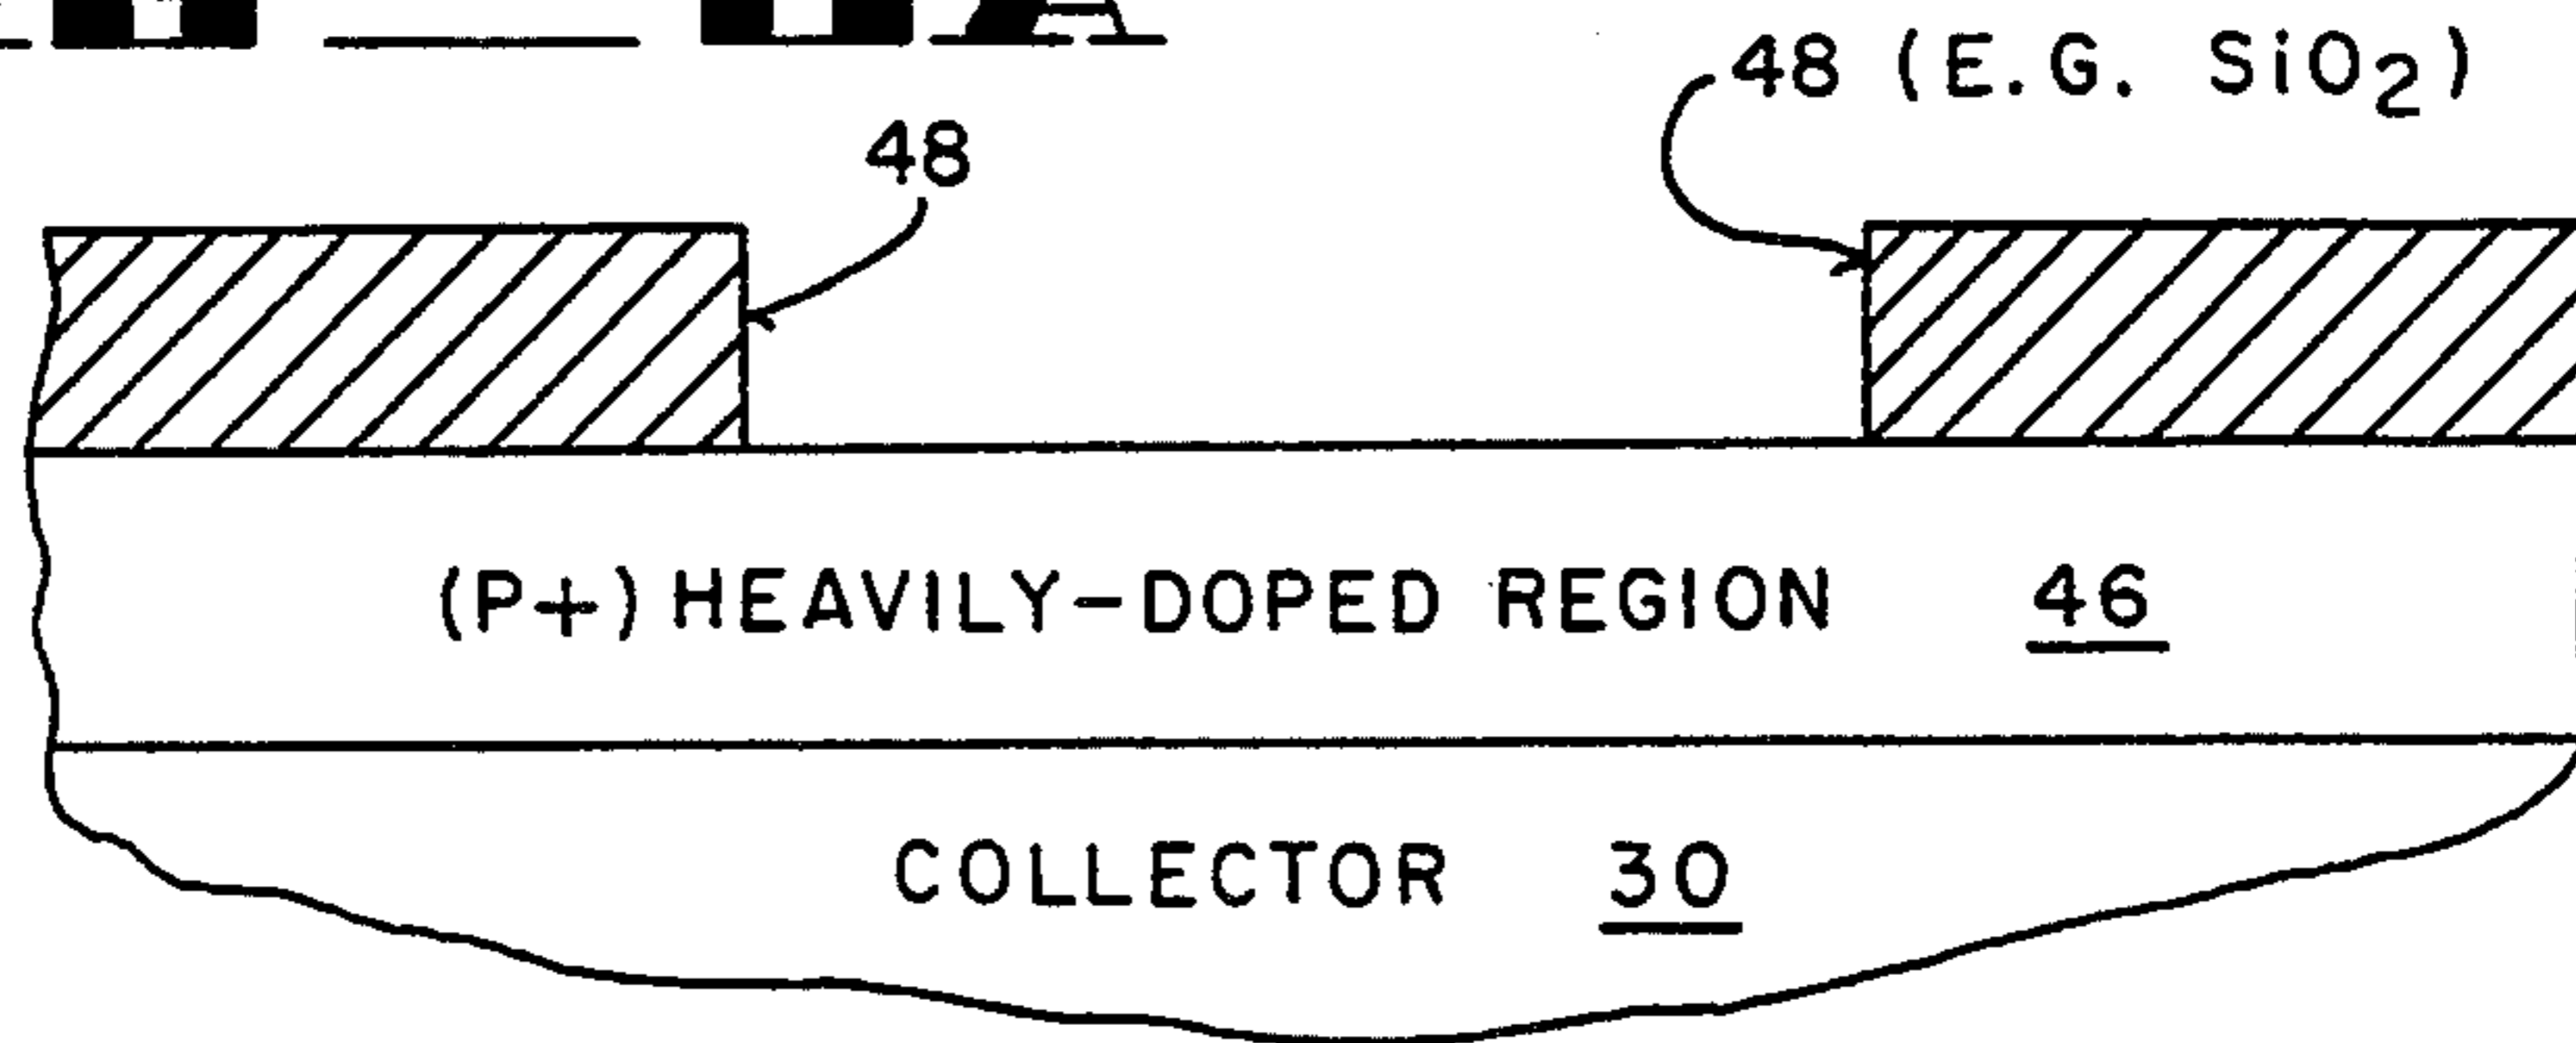 48 (E.G. SiO2)
48
(P+) HEAVILY-DOPED REGION 46
COLLECTOR 30